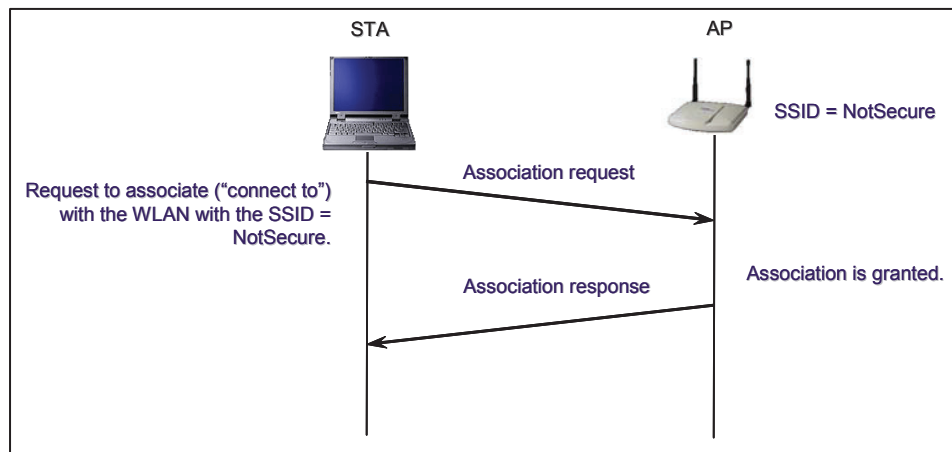 STA
AP
SSID = NotSecure
Association request
Request to associate (“connect to”)
with the WLAN with the SSID =
NotSecure.
Association is granted.
Association response